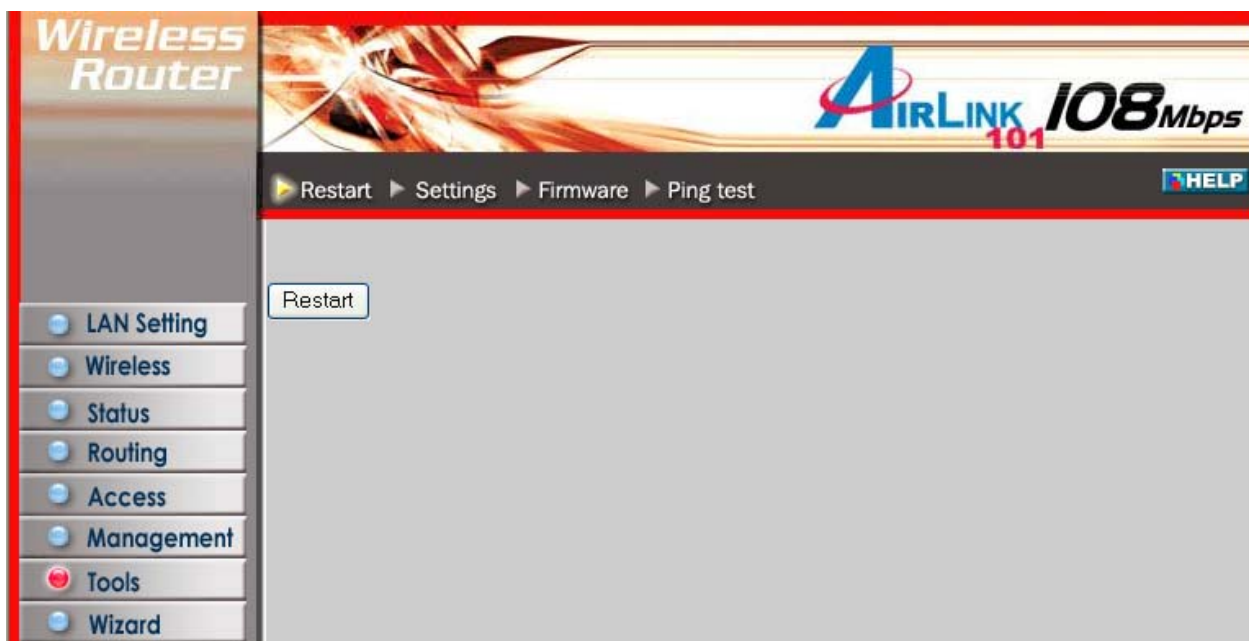 Wireless
Router
AIRLINK 101 108Mbps
Restart Settings Firmware Ping test HELP
Restart
LAN Setting
Wireless
Status
Routing
Access
Management
Tools
Wizard